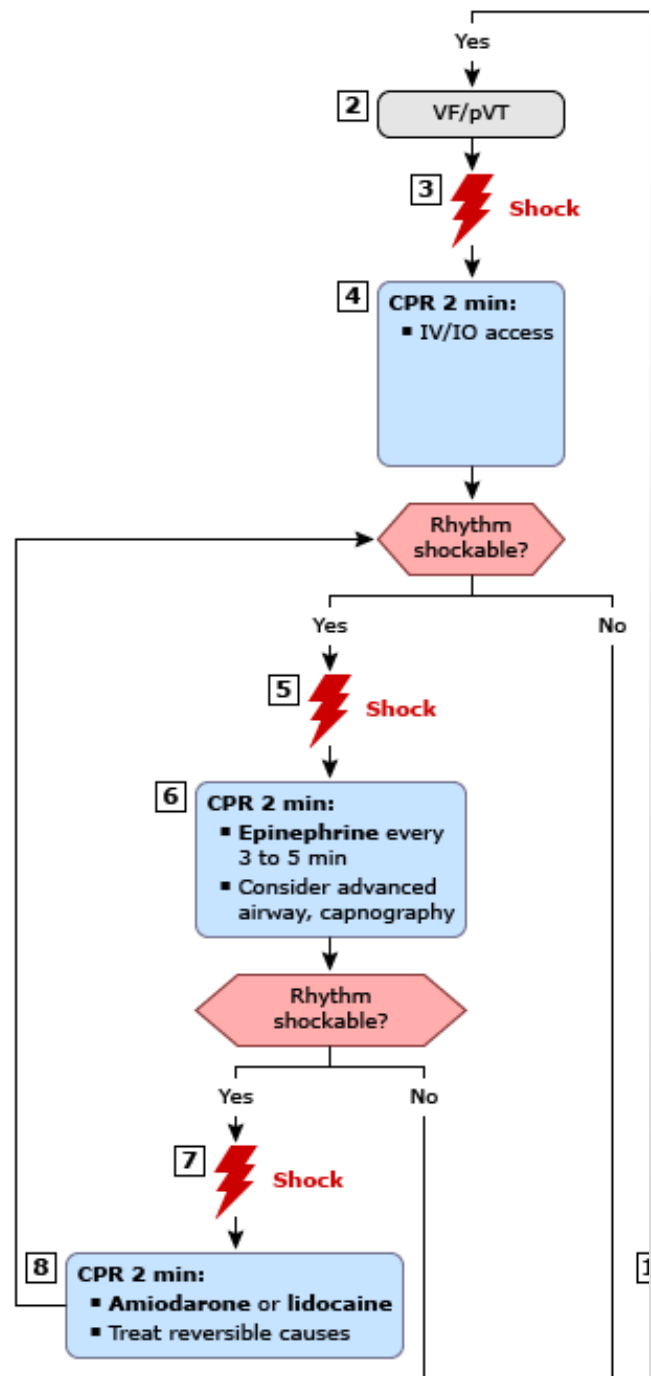 Yes
2
VF/pVT
3
Shock
4
CPR 2 min:
▪ IV/IO access
Rhythm
shockable?
Yes
No
5
Shock
6
CPR 2 min:
▪ Epinephrine every
3 to 5 min
▪ Consider advanced
airway, capnography
Rhythm
shockable?
Yes
No
7
Shock
8
CPR 2 min:
▪ Amiodarone or lidocaine
▪ Treat reversible causes